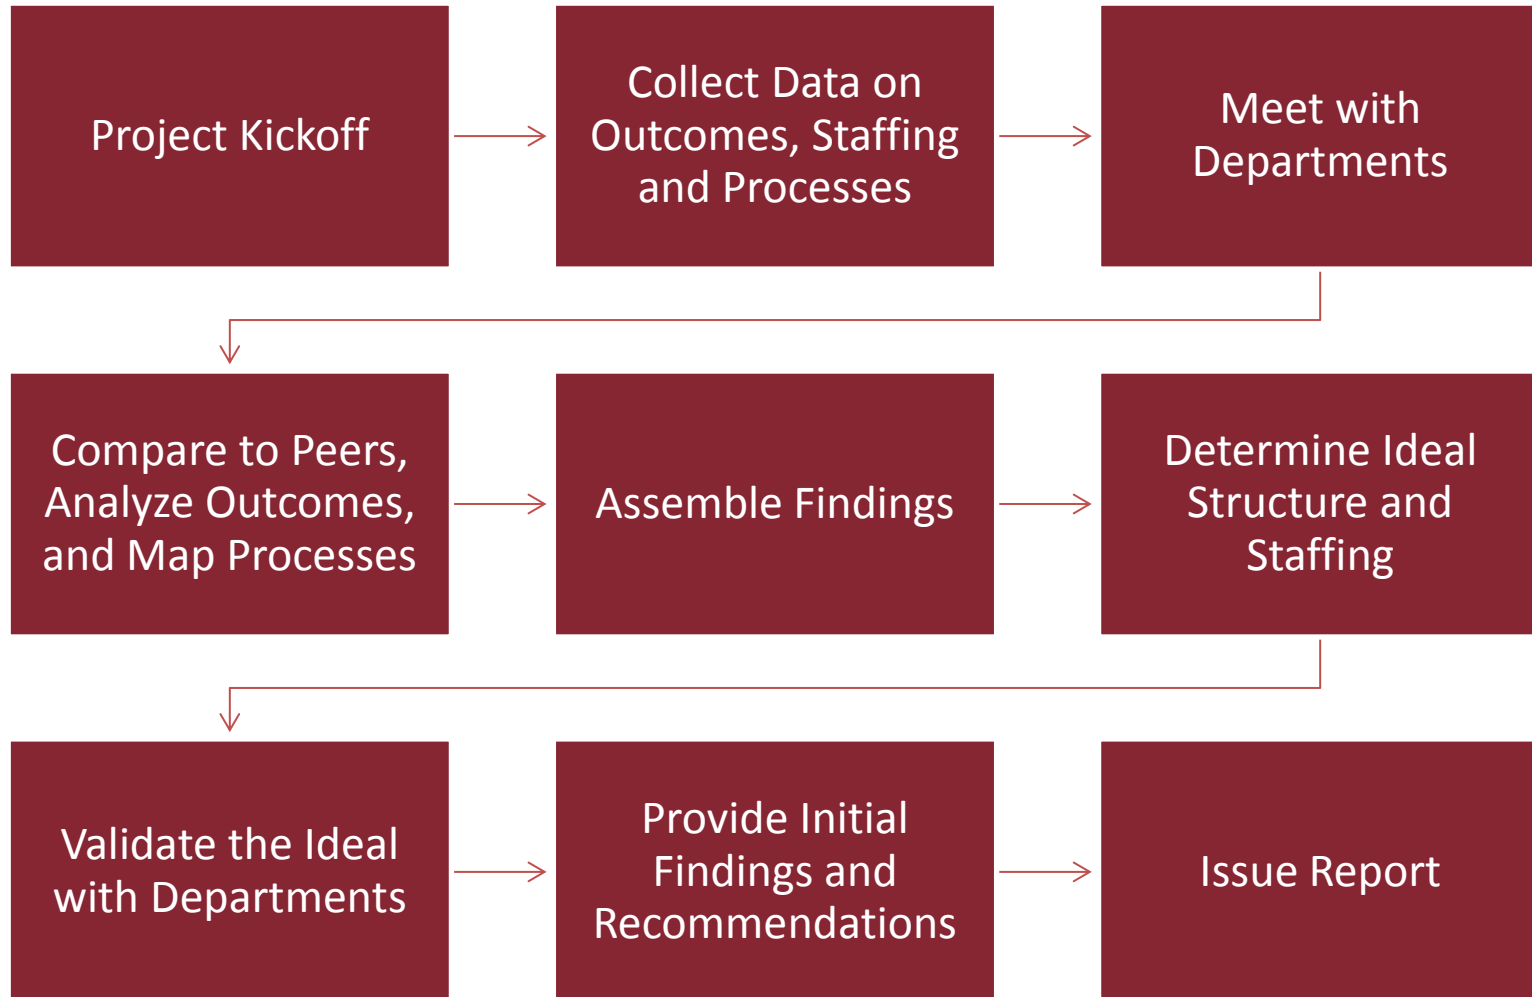 Project Kickoff
Collect Data on
Outcomes, Staffing
and Processes
Meet with
Departments
Compare to Peers,
Analyze Outcomes,
and Map Processes
Assemble Findings
Determine Ideal
Structure and
Staffing
Validate the Ideal
with Departments
Provide Initial
Findings and
Recommendations
Issue Report